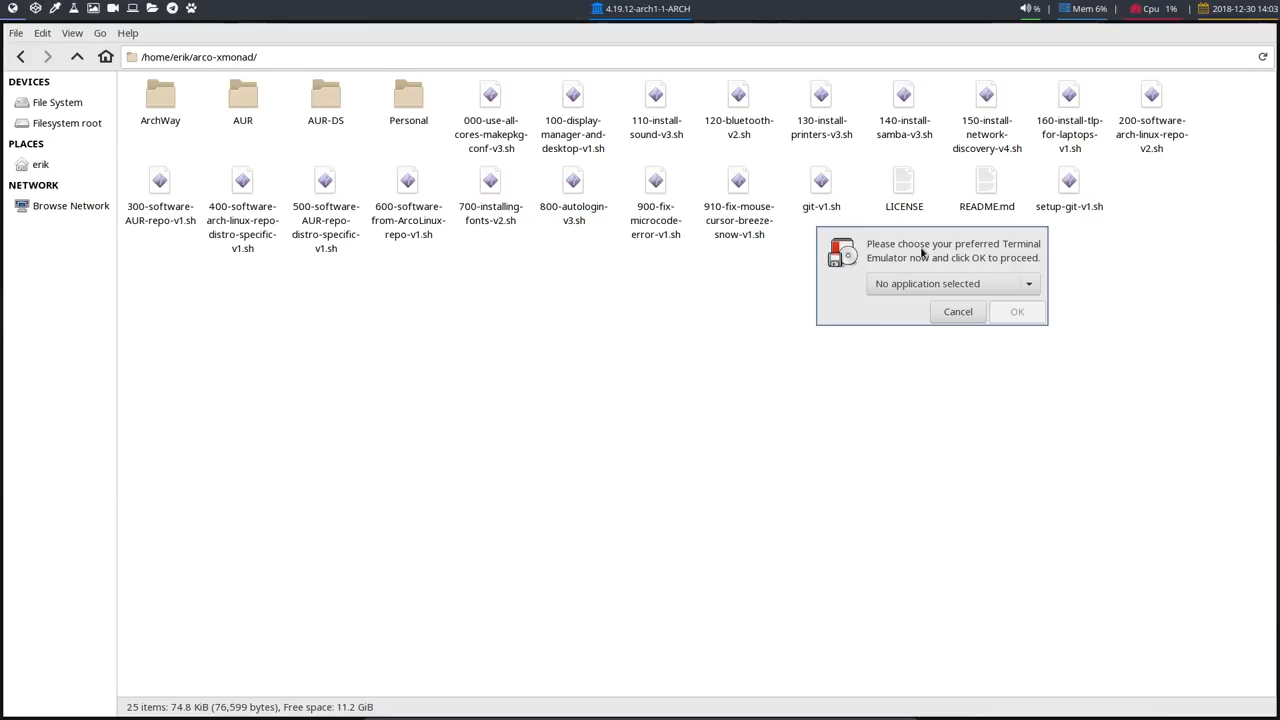 4.19.12-arch1-1-ARCH
%
Mem 6%
Cpu 1%
2018-12-30 14:03
File Edit View Go Help
/home/erik/arco-xmonad/
DEVICES
File System
Filesystem root
PLACES
erik
NETWORK
Browse Network
ArchWay
AUR
AUR-DS
Personal
000-use-all-
cores-makepkg-
conf-v3.sh
100-display-
manager-and-
desktop-v1.sh
110-install-
sound-v3.sh
120-bluetooth-
v2.sh
130-install-
printers-v3.sh
140-install-
samba-v3.sh
150-install-
network-
discovery-v4.sh
160-install-tlp-
for-laptops-
v1.sh
200-software-
arch-linux-repo-
v2.sh
300-software-
AUR-repo-v1.sh
400-software-
arch-linux-repo-
distro-specific-
v1.sh
500-software-
AUR-repo-
distro-specific-
v1.sh
600-software-
from-ArcoLinux-
repo-v1.sh
700-installing-
fonts-v2.sh
800-autologin-
v3.sh
900-fix-
microcode-
error-v1.sh
910-fix-mouse-
cursor-breeze-
snow-v1.sh
git-v1.sh
LICENSE
README.md
setup-git-v1.sh
Please choose your preferred Terminal
Emulator now and click OK to proceed.
No application selected
Cancel
OK
25 items: 74.8 KiB (76,599 bytes), Free space: 11.2 GiB